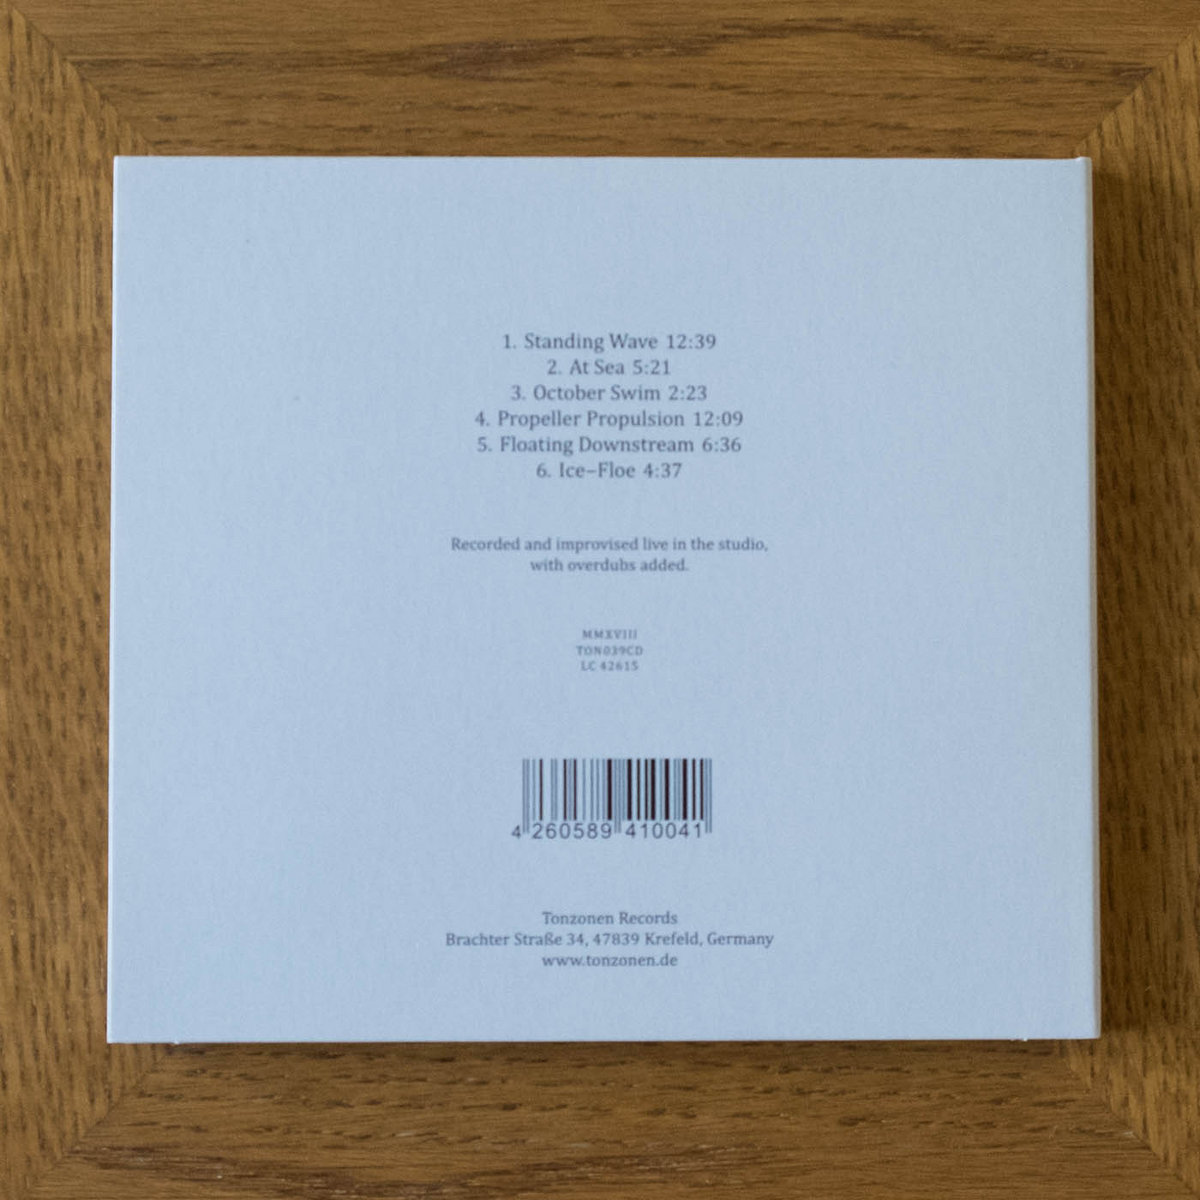 1. Standing Wave 12:39
2. At Sea 5:21
3. October Swim 2:23
4. Propeller Propulsion 12:09
5. Floating Downstream 6:36
6. Ice–Floe 4:37
Recorded and improvised live in the studio,
with overdubs added.
MMXVIII
TON039CD
LC 42615
4 260589 410041
Tonzonen Records
Brachter Straße 34, 47839 Krefeld, Germany
www.tonzonen.de